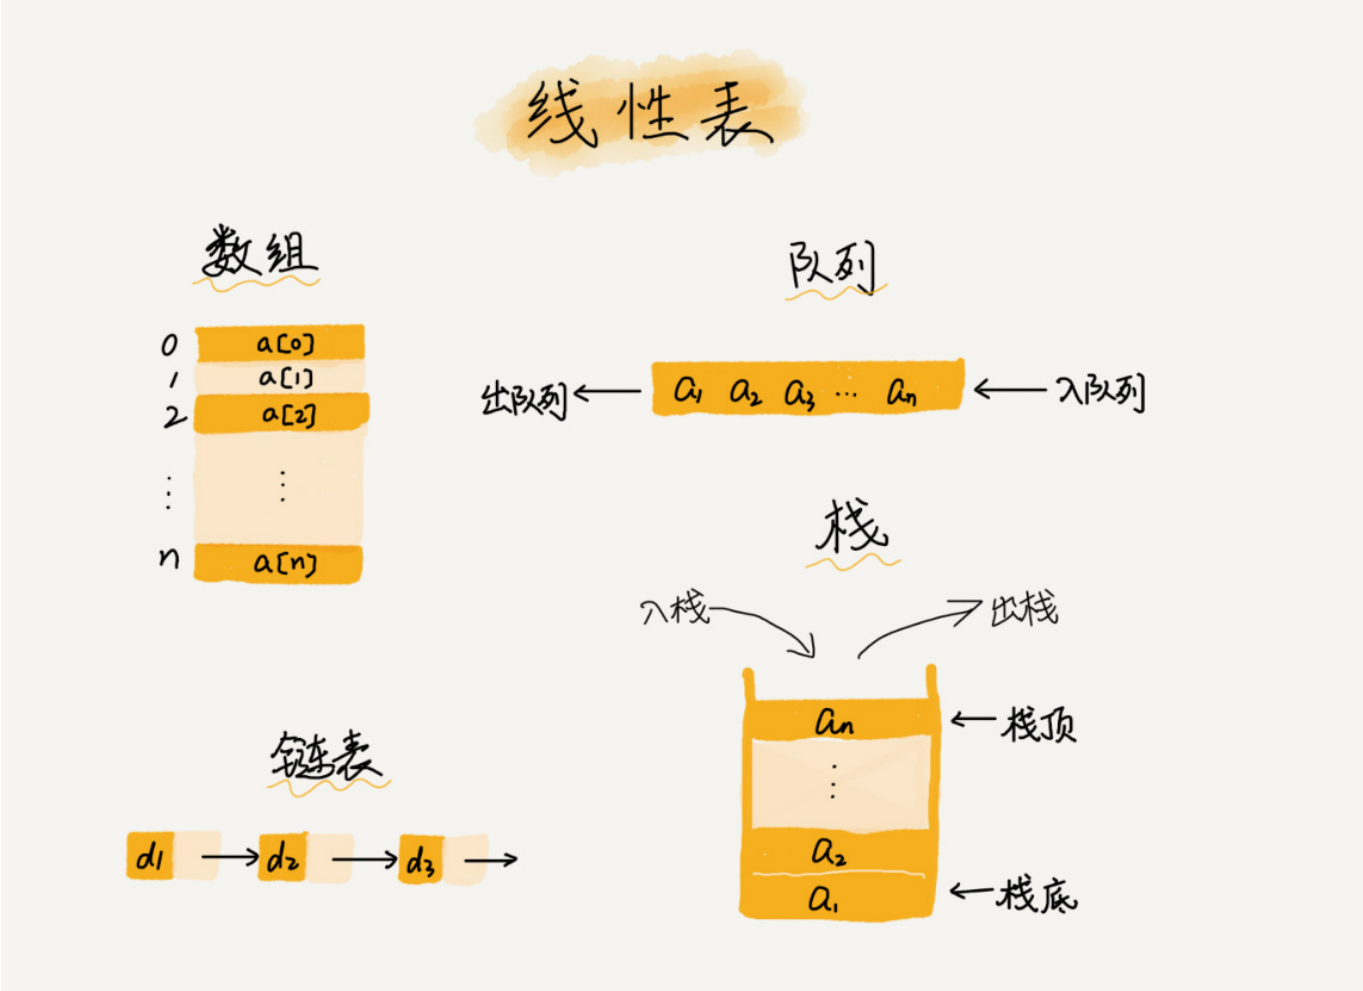 线性表
数组
0 a[0]
1 a[1]
2 a[2]
⋮ ⋮
n a[n]
队列
出队列 ← a1 a2 a3 … an ← 入队列
栈
入栈 出栈
an ← 栈顶
⋮
a2
a1 ← 栈底
链表
d1 → d2 → d3 →